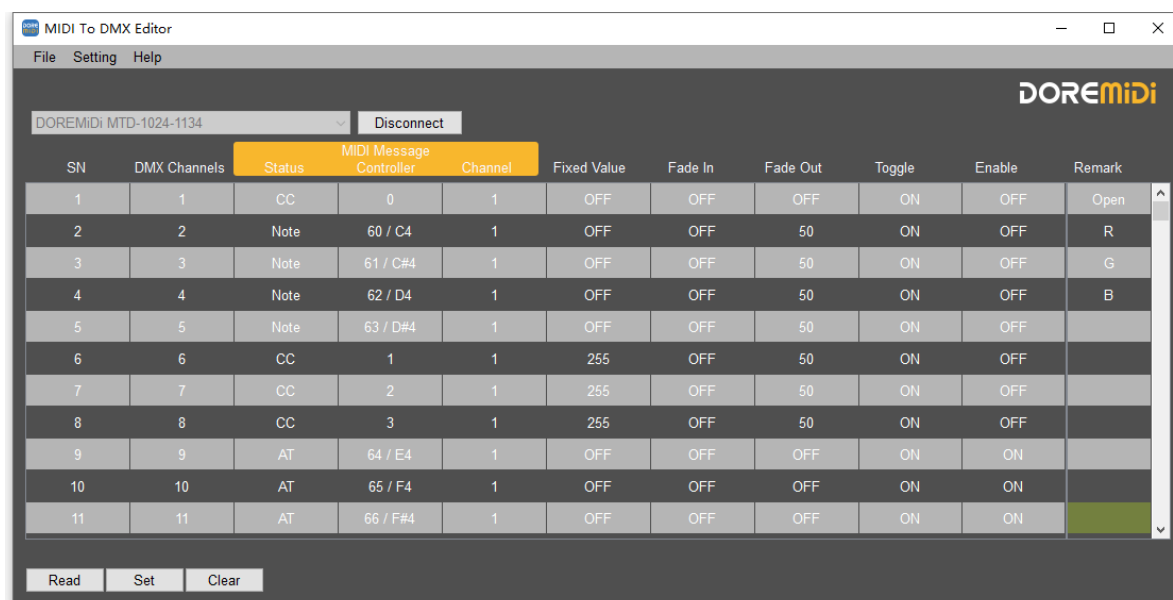 MIDI To DMX Editor
File Setting Help
DOREMiDi
DOREMiDi MTD-1024-1134 Disconnect
MIDI Message
SN DMX Channels Status Controller Channel Fixed Value Fade In Fade Out Toggle Enable Remark
1 1 CC 0 1 OFF OFF OFF ON OFF Open
2 2 Note 60 / C4 1 OFF OFF 50 ON OFF R
3 3 Note 61 / C#4 1 OFF OFF 50 ON OFF G
4 4 Note 62 / D4 1 OFF OFF 50 ON OFF B
5 5 Note 63 / D#4 1 OFF OFF 50 ON OFF
6 6 CC 1 1 255 OFF 50 ON OFF
7 7 CC 2 1 255 OFF 50 ON OFF
8 8 CC 3 1 255 OFF 50 ON OFF
9 9 AT 64 / E4 1 OFF OFF OFF ON ON
10 10 AT 65 / F4 1 OFF OFF OFF ON ON
11 11 AT 66 / F#4 1 OFF OFF OFF ON ON
Read Set Clear